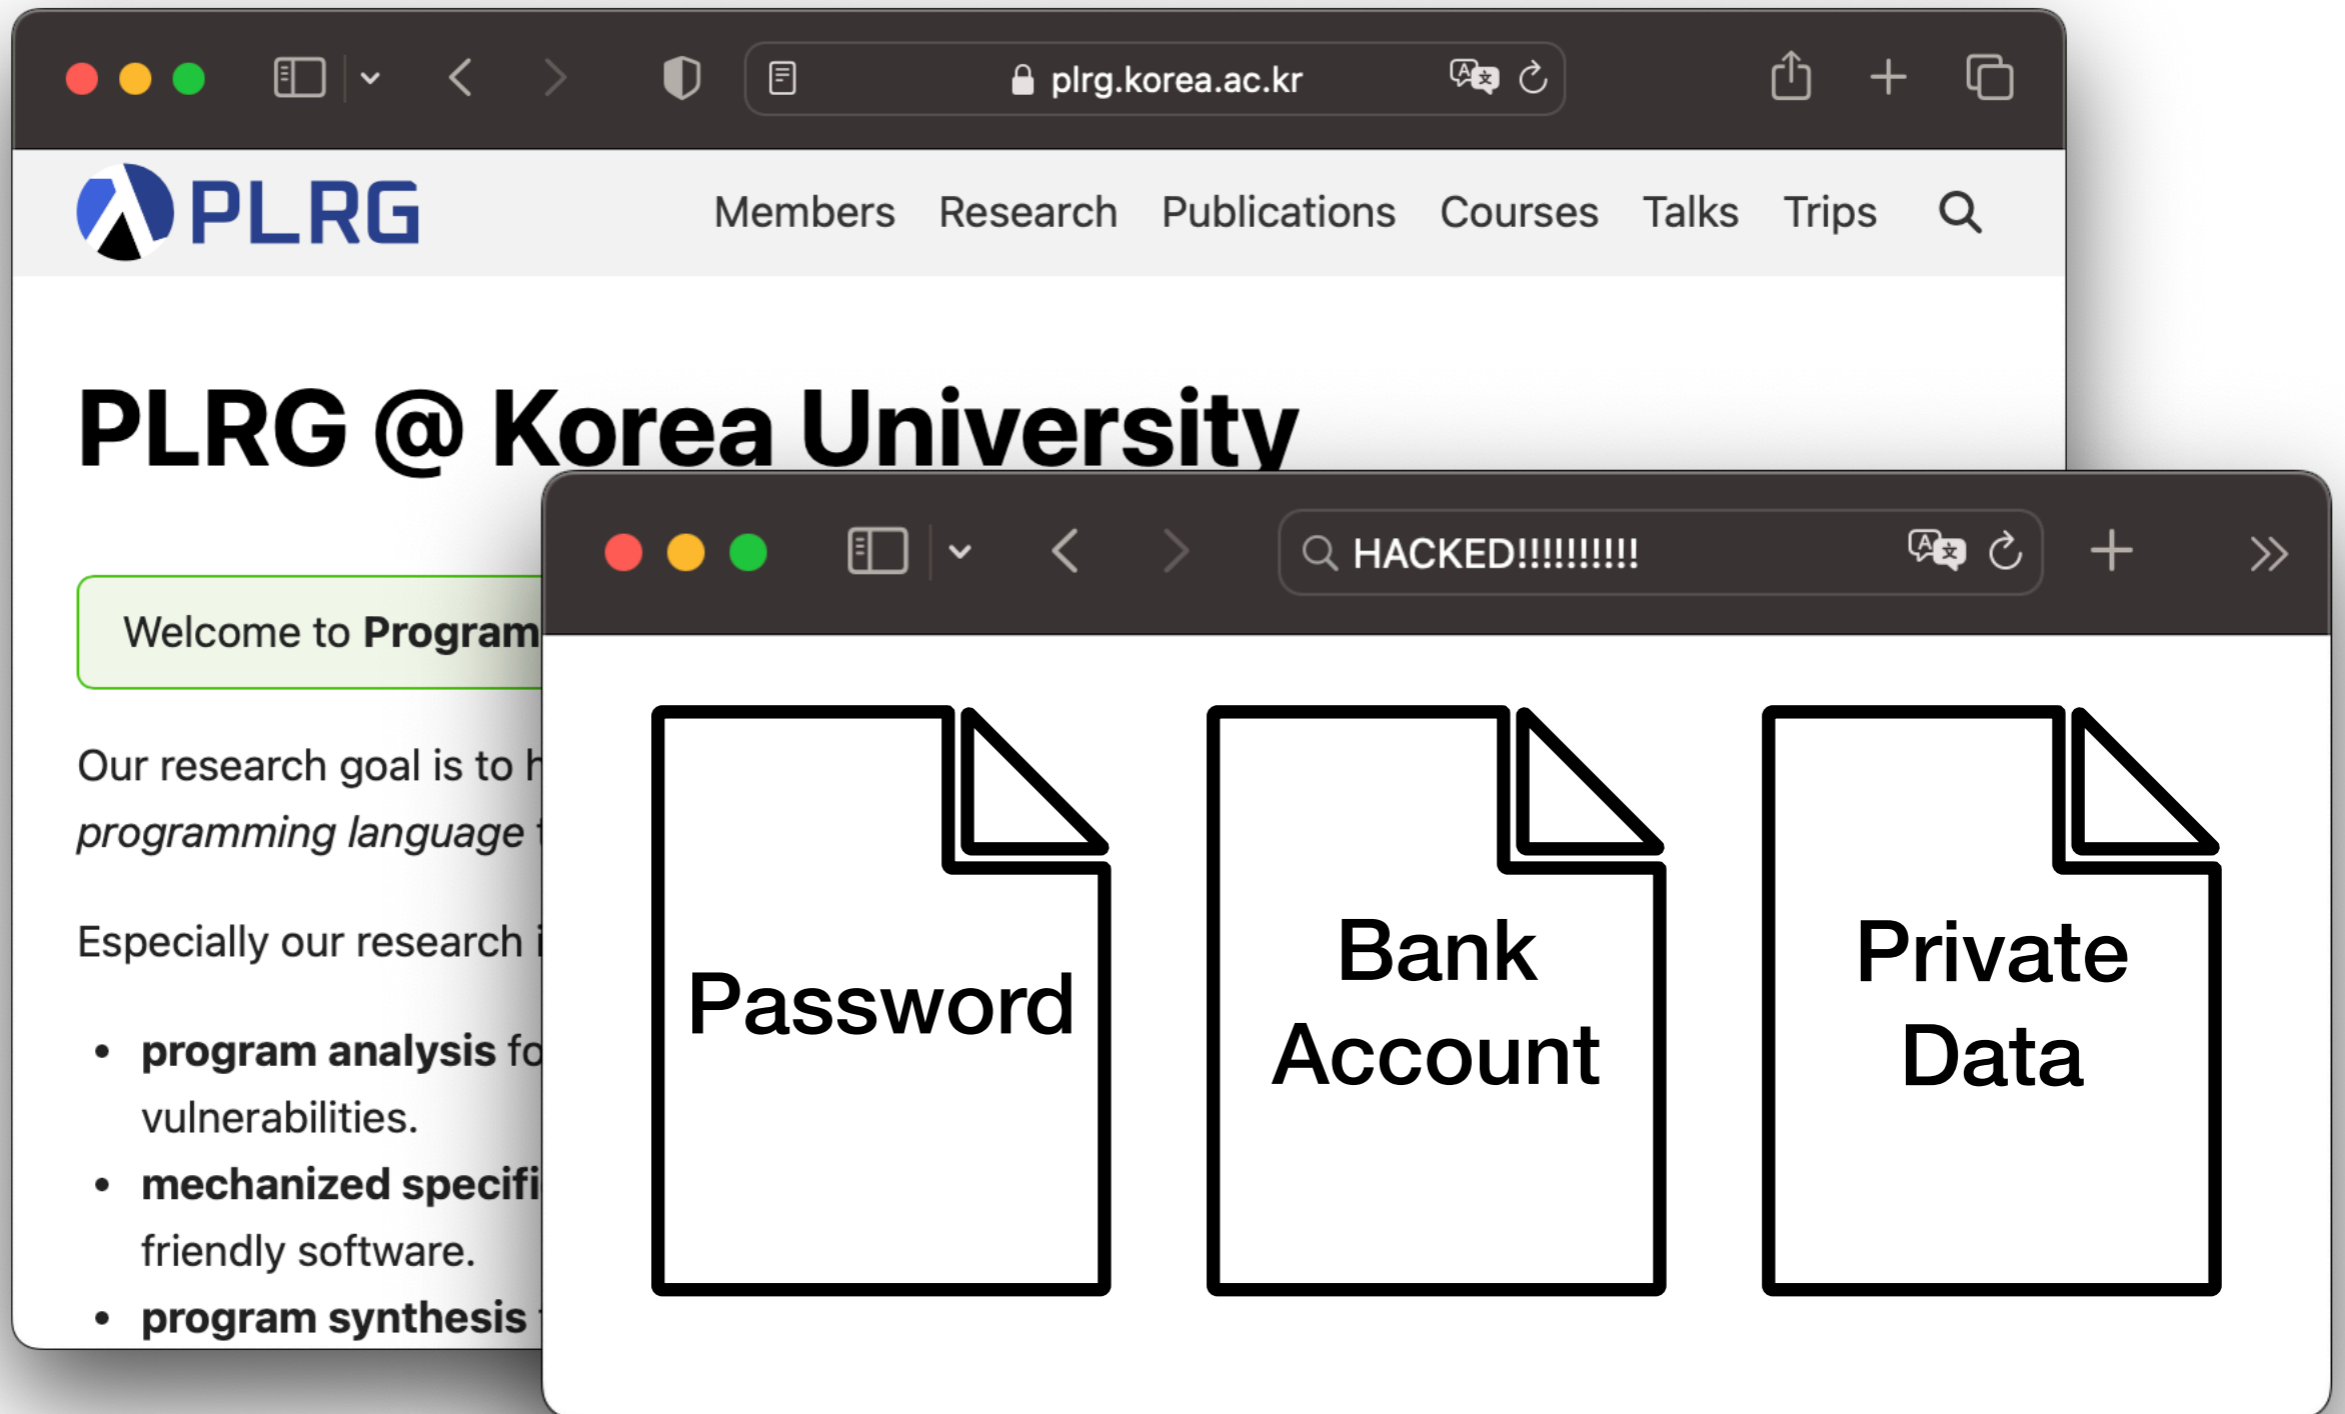 plrg.korea.ac.kr
PLRG
Members Research Publications Courses Talks Trips
PLRG @ Korea University
Welcome to Program
Our research goal is to
programming language
Especially our research
program analysis
vulnerabilities.
mechanized
friendly software.
program synthesis
HACKED!!!!!!!!!!
Password
Bank
Account
Private
Data